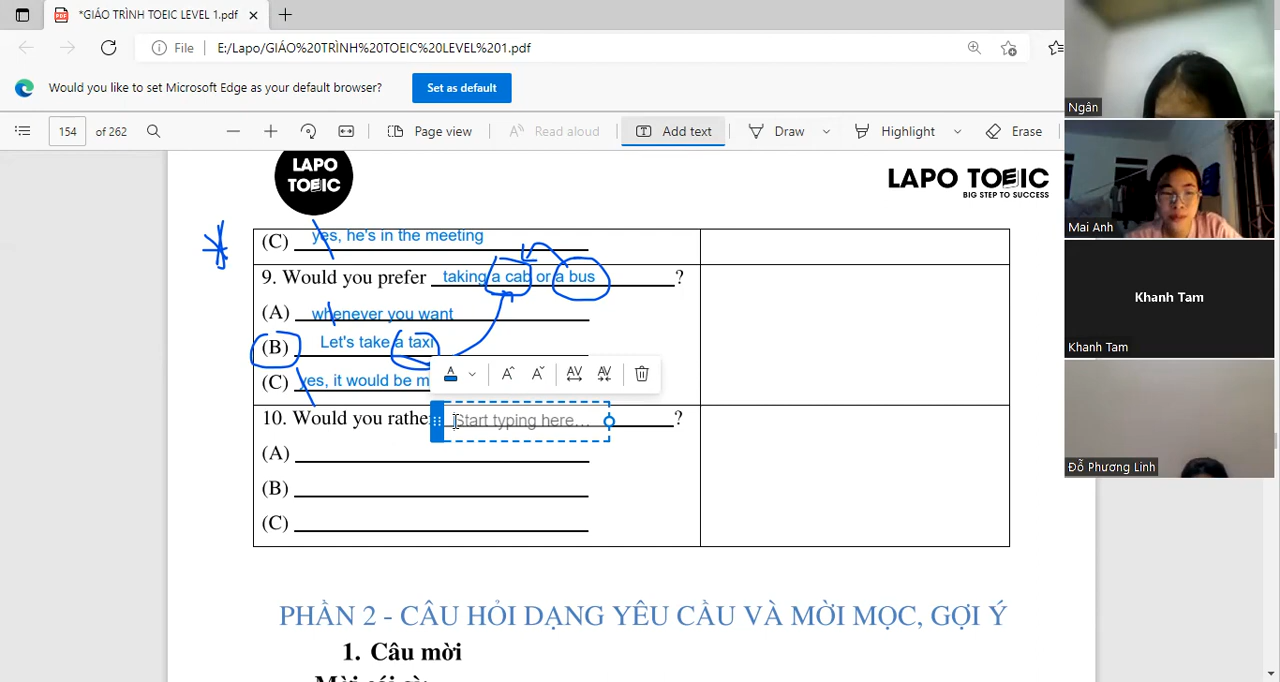 *GIÁO TRÌNH TOEIC LEVEL 1.pdf
File E:/Lapo/GIÁO%20TRÌNH%20TOEIC%20LEVEL%201.pdf
Would you like to set Microsoft Edge as your default browser? Set as default
154 of 262 Page view Read aloud Add text Draw Highlight Erase
LAPO TOEIC
LAPO TOEIC
BIG STEP TO SUCCESS
(C) yes, he's in the meeting
9. Would you prefer taking a cab or a bus ?
(A) whenever you want
(B) Let's take a taxi
(C) yes, it would be
10. Would you rathe Start typing here... ?
(A)
(B)
(C)
PHẦN 2 - CÂU HỎI DẠNG YÊU CẦU VÀ MỜI MỌC, GỢI Ý
1. Câu mời
Ngân
Mai Anh
Khanh Tam
Khanh Tam
Đỗ Phương Linh